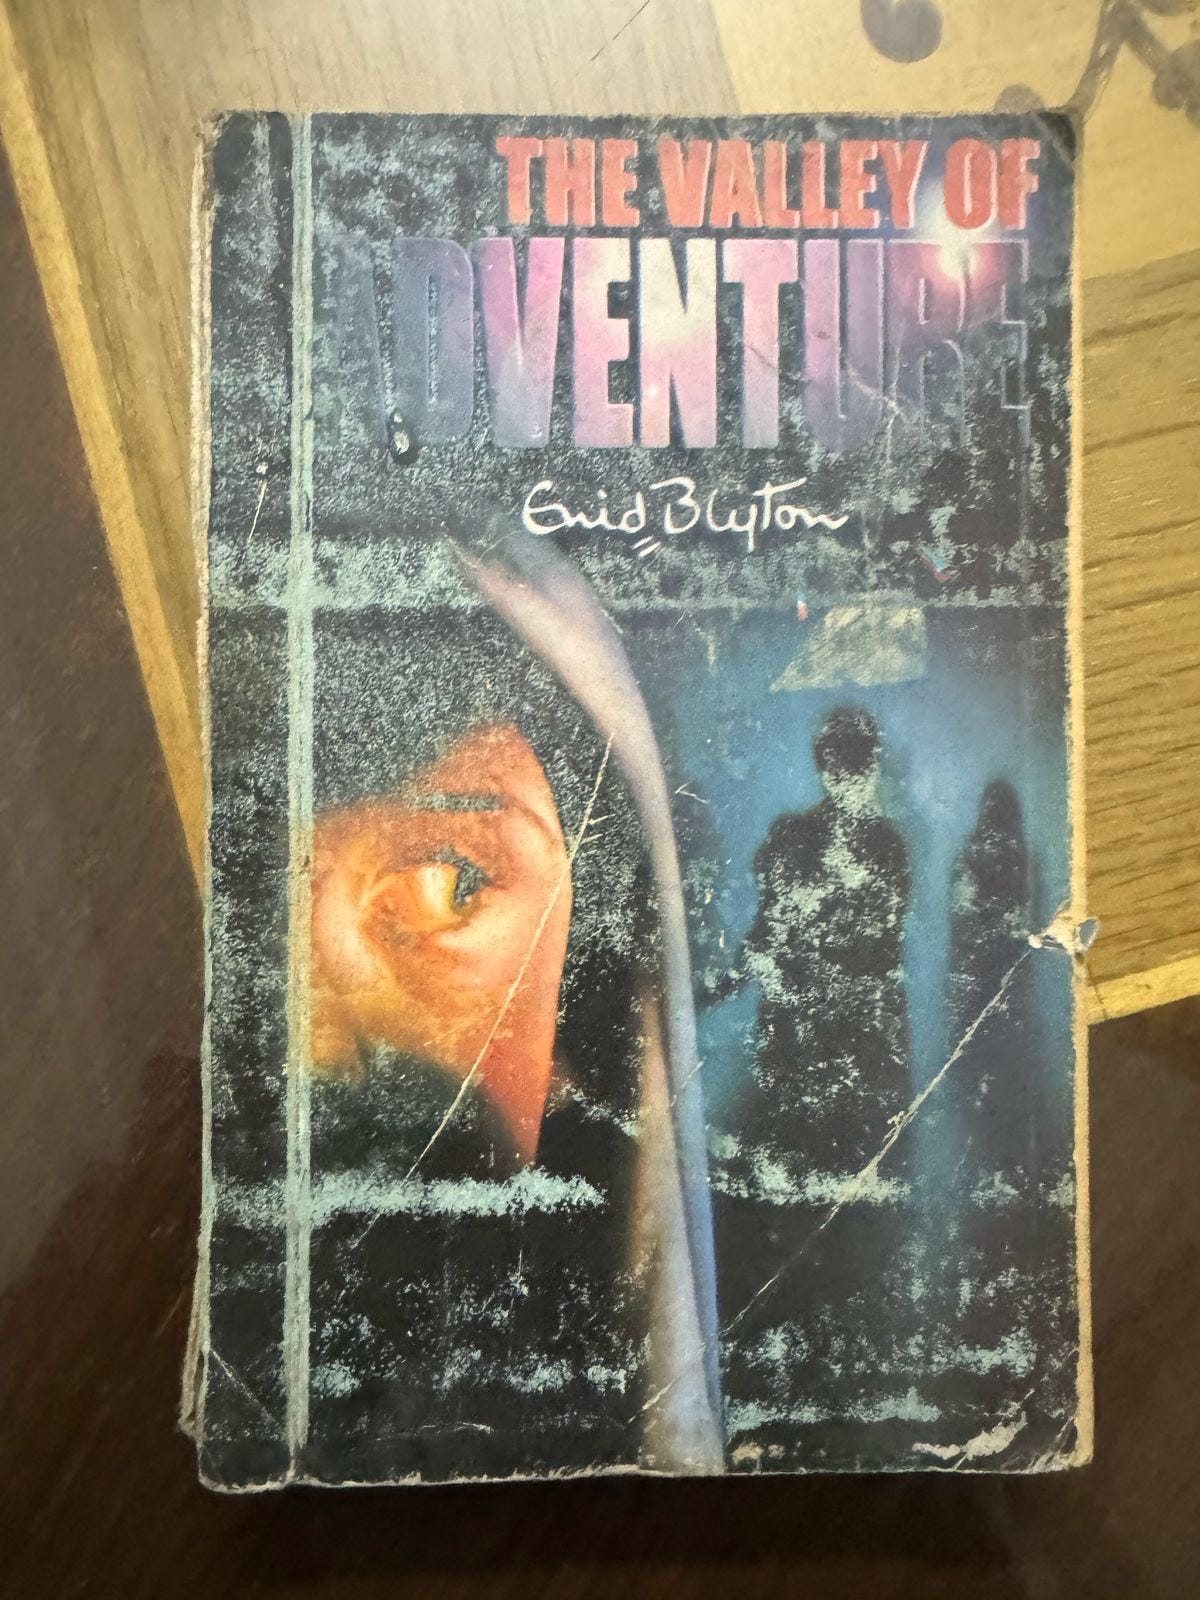 THE VALLEY OF
ADVENTURE
Enid Blyton